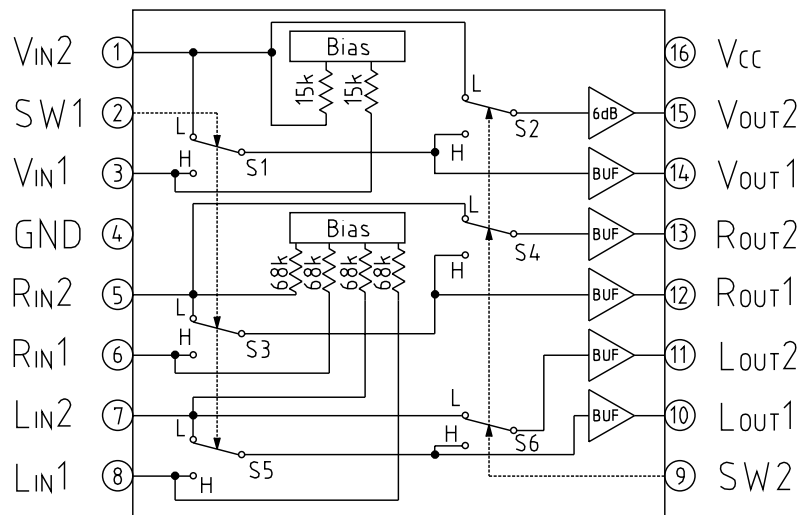 VIN2 1 Bias 16 VCC
15k 15k L
SW1 2 L S2 6dB 15 VOUT2
H H
VIN1 3 S1 BUF 14 VOUT1
GND 4 Bias L S4 BUF 13 ROUT2
68k 68k 68k 68k H
RIN2 5 L BUF 12 ROUT1
H
RIN1 6 S3 BUF 11 LOUT2
L
LIN2 7 L H S6 BUF 10 LOUT1
S5
LIN1 8 H 9 SW2